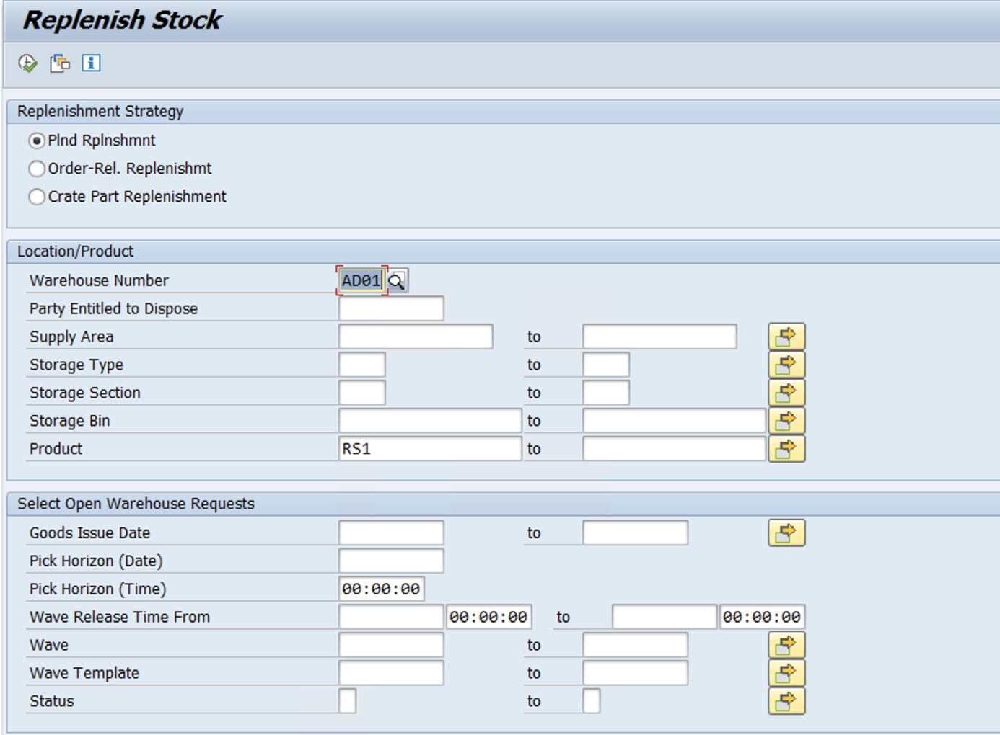 Replenish Stock
Replenishment Strategy
Plnd Rplnshmnt
Order-Rel. Replenishmt
Crate Part Replenishment
Location/Product
Warehouse Number AD01
Party Entitled to Dispose
Supply Area to
Storage Type to
Storage Section to
Storage Bin to
Product RS1 to
Select Open Warehouse Requests
Goods Issue Date to
Pick Horizon (Date)
Pick Horizon (Time) 00:00:00
Wave Release Time From 00:00:00 to 00:00:00
Wave to
Wave Template to
Status to